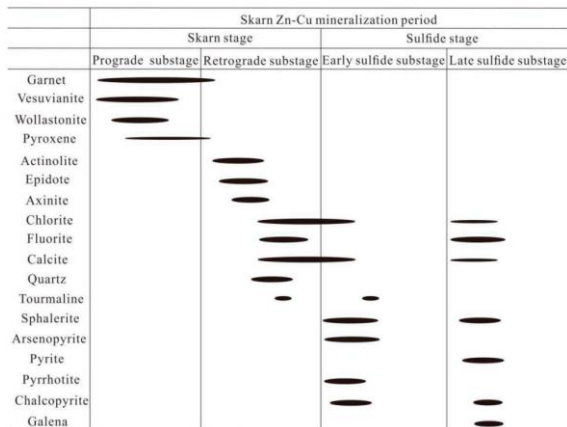 Skarn Zn-Cu mineralization period
Skarn stage Sulfide stage
Prograde substage Retrograde substage Early sulfide substage Late sulfide substage
Garnet
Vesuvianite
Wollastonite
Pyroxene
Actinolite
Epidote
Axinite
Chlorite
Fluorite
Calcite
Quartz
Tourmaline
Sphalerite
Arsenopyrite
Pyrite
Pyrrhotite
Chalcopyrite
Galena